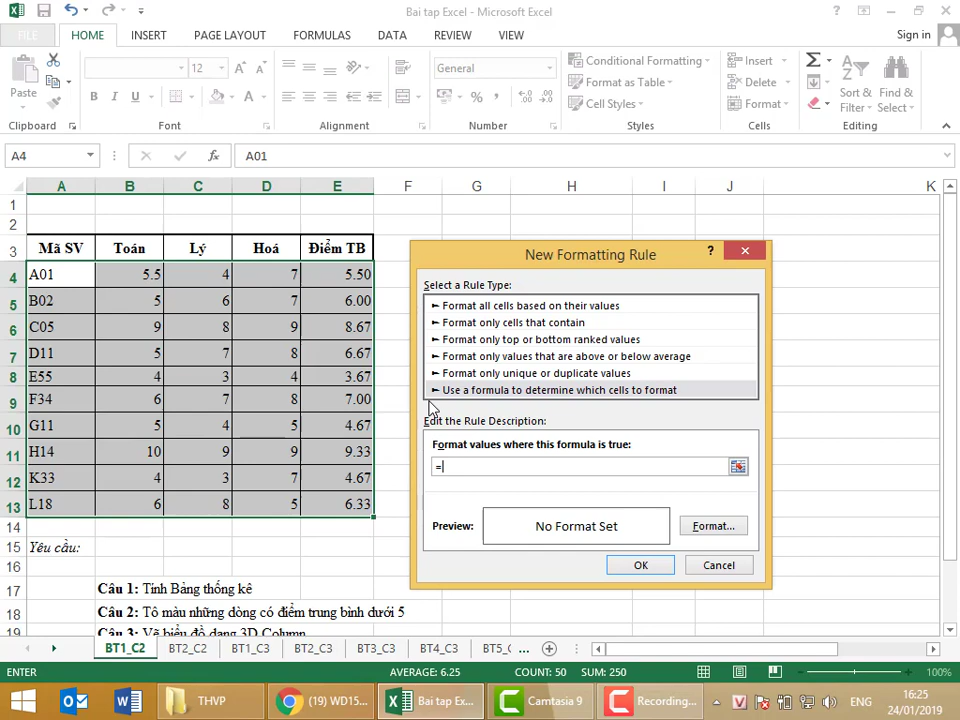 Bai tap Excel - Microsoft Excel
FILE HOME INSERT PAGE LAYOUT FORMULAS DATA REVIEW VIEW Sign in
Paste
12
General
Conditional Formatting
Format as Table
Cell Styles
Insert
Delete
Format
Sort & Filter
Find & Select
Clipboard Font Alignment Number Styles Cells Editing
A4 A01
A B C D E F G H I J K
1
2
3 Mã SV Toán Lý Hoá Điểm TB
4 A01 5.5 4 7 5.50
5 B02 5 6 7 6.00
6 C05 9 8 9 8.67
7 D11 5 7 8 6.67
8 E55 4 3 4 3.67
9 F34 6 7 8 7.00
10 G11 5 4 5 4.67
11 H14 10 9 9 9.33
12 K33 4 3 7 4.67
13 L18 6 8 5 6.33
14
15 Yêu cầu:
16
17 Câu 1: Tính Bảng thống kê
18 Câu 2: Tô màu những dòng có điểm trung bình dưới 5
19 Câu 3: Vẽ biểu đồ dạng 3D Column
New Formatting Rule
Select a Rule Type:
► Format all cells based on their values
► Format only cells that contain
► Format only top or bottom ranked values
► Format only values that are above or below average
► Format only unique or duplicate values
► Use a formula to determine which cells to format
Edit the Rule Description:
Format values where this formula is true:
=
Preview: No Format Set Format...
OK Cancel
BT1_C2 BT2_C2 BT1_C3 BT2_C3 BT3_C3 BT4_C3 BT5_C ...
ENTER AVERAGE: 6.25 COUNT: 50 SUM: 250 100%
THVP (19) WD15... Bai tap Excel... Camtasia 9 Recording... ENG
16:25
24/01/2019